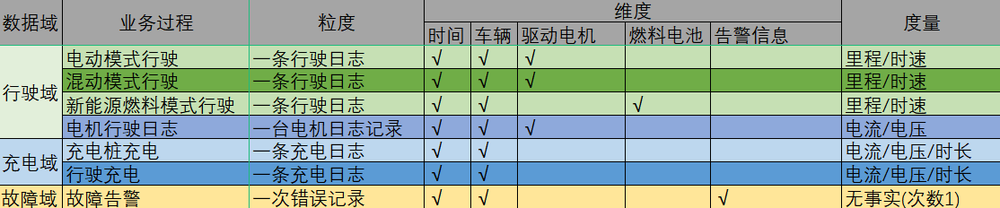 数据域 业务过程 粒度 维度 度量
时间 车辆 驱动电机 燃料电池 告警信息
行驶域 电动模式行驶 一条行驶日志 √ √ √ 里程/时速
混动模式行驶 一条行驶日志 √ √ √ 里程/时速
新能源燃料模式行驶 一条行驶日志 √ √ √ 里程/时速
电机行驶日志 一台电机日志记录 √ √ √ 电流/电压
充电域 充电桩充电 一条充电日志 √ √ 电流/电压/时长
行驶充电 一条充电日志 √ √ 电流/电压/时长
故障域 故障告警 一次错误记录 √ √ √ 无事实(次数1)